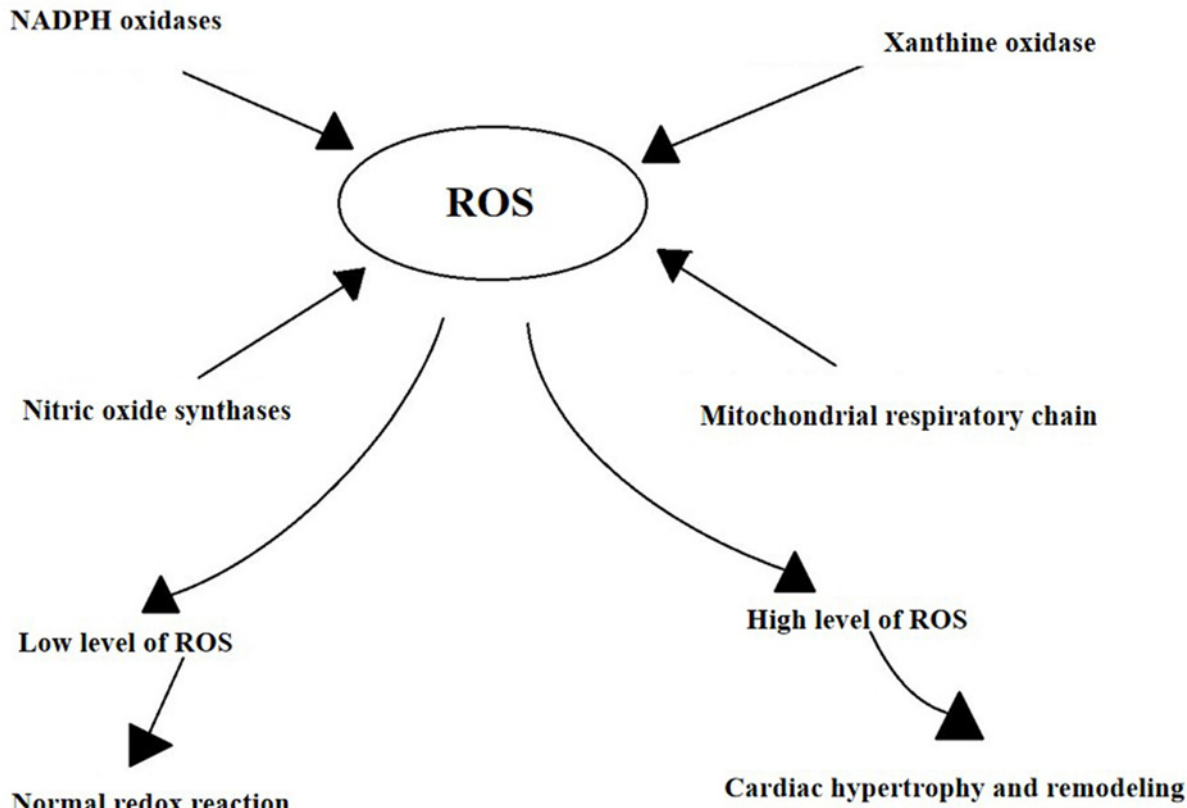 NADPH oxidases
Xanthine oxidase
ROS
Nitric oxide synthases
Mitochondrial respiratory chain
Low level of ROS
High level of ROS
Normal redox reaction
Cardiac hypertrophy and remodeling